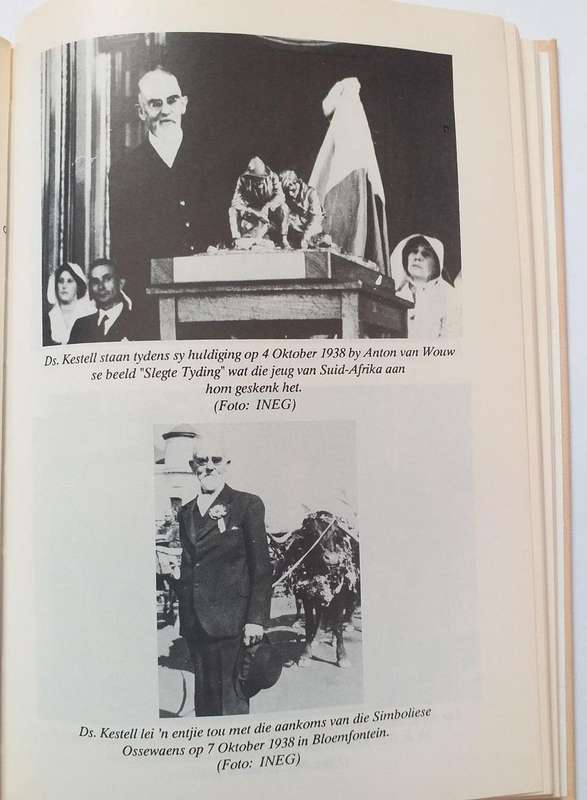 Ds. Kestell staan tydens sy huldiging op 4 Oktober 1938 by Anton van Wouw
se beeld "Slegte Tyding" wat die jeug van Suid-Afrika aan
hom geskenk het.
(Foto: INEG)
Ds. Kestell lei 'n entjie tou met die aankoms van die Simboliese
Ossewaens op 7 Oktober 1938 in Bloemfontein.
(Foto: INEG)